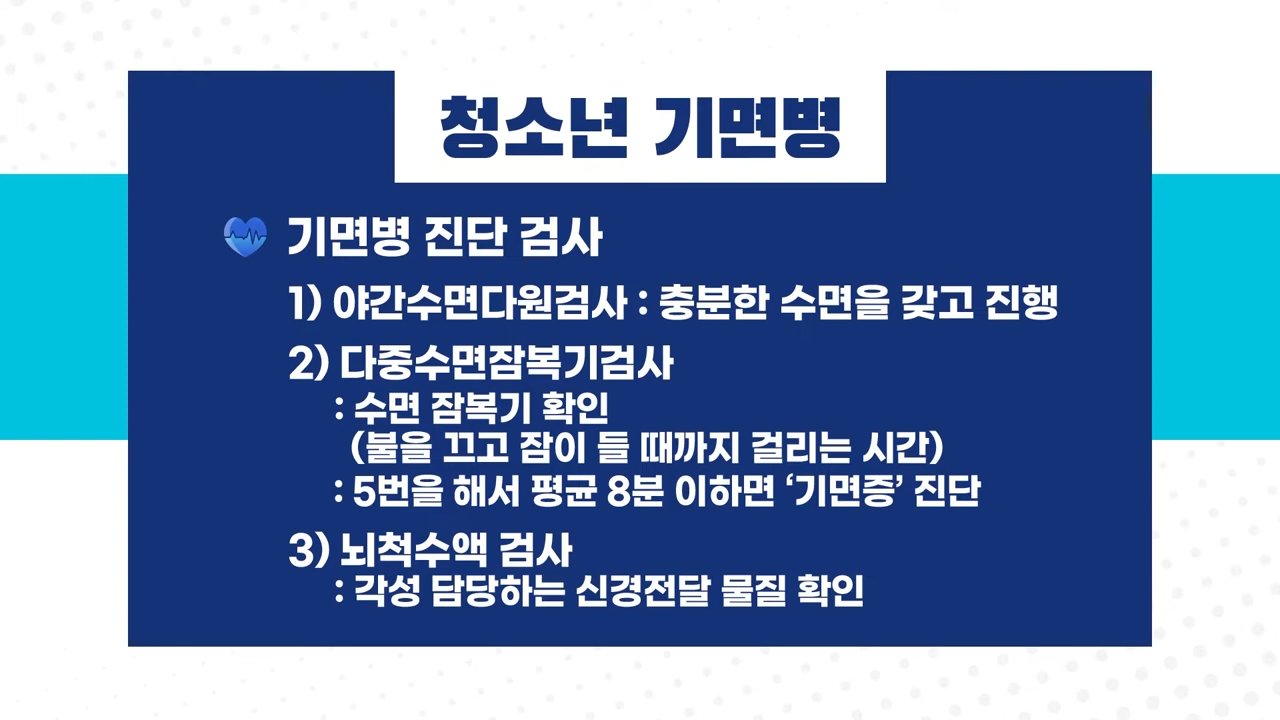 청소년 기면병
기면병 진단 검사
1) 야간수면다원검사 : 충분한 수면을 갖고 진행
2) 다중수면잠복기검사
: 수면 잠복기 확인
(불을 끄고 잠이 들 때까지 걸리는 시간)
: 5번을 해서 평균 8분 이하면 ‘기면증’ 진단
3) 뇌척수액 검사
: 각성 담당하는 신경전달 물질 확인